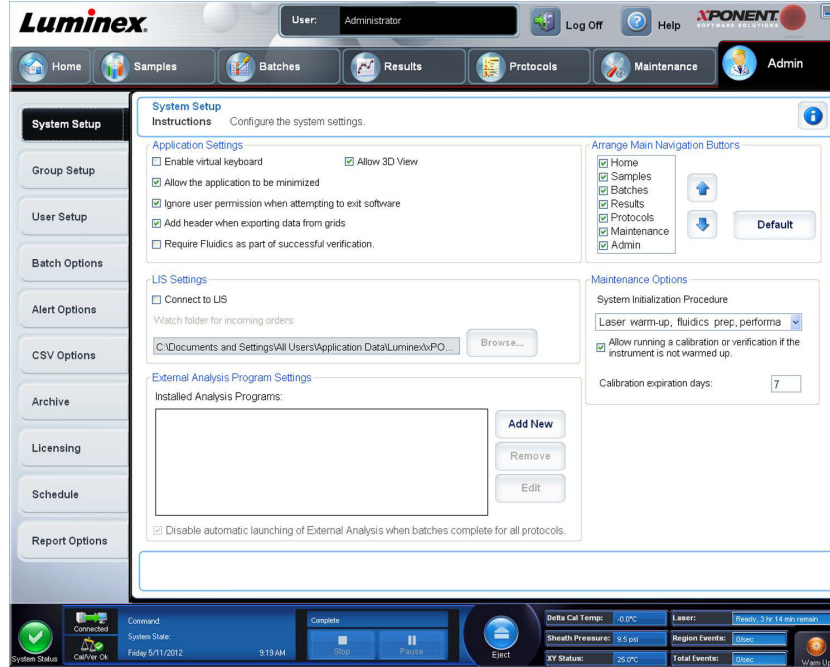 Luminex.
User: Administrator
Log Off
Help
XPONENT.
SOFTWARE SOLUTIONS
Home
Samples
Batches
Results
Protocols
Maintenance
Admin
System Setup
Group Setup
User Setup
Batch Options
Alert Options
CSV Options
Archive
Licensing
Schedule
Report Options
System Setup
Instructions Configure the system settings.
Application Settings
Enable virtual keyboard
Allow 3D View
Allow the application to be minimized
Ignore user permission when attempting to exit software
Add header when exporting data from grids
Require Fluidics as part of successful verification.
Arrange Main Navigation Buttons
Home
Samples
Batches
Results
Protocols
Maintenance
Admin
Default
LIS Settings
Connect to LIS
Watch folder for incoming orders:
C:\Documents and Settings\All Users\Application Data\Luminex\xPO...
Browse...
Maintenance Options
System Initialization Procedure
Laser warm-up, fluidics prep, performa
Allow running a calibration or verification if the
instrument is not warmed up.
Calibration expiration days: 7
External Analysis Program Settings
Installed Analysis Programs:
Add New
Remove
Edit
Disable automatic launching of External Analysis when batches complete for all protocols.
System Status
Connected
Cal/Ver Ok
Command:
System State:
Friday 5/11/2012 9:19 AM
Complete
Stop
Pause
Eject
Delta Cal Temp: -0.0°C
Sheath Pressure: 9.5 psi
XY Status: 25.0°C
Laser: Ready, 3 hr 14 min remain
Region Events: 0/sec
Total Events: 0/sec
Warm U